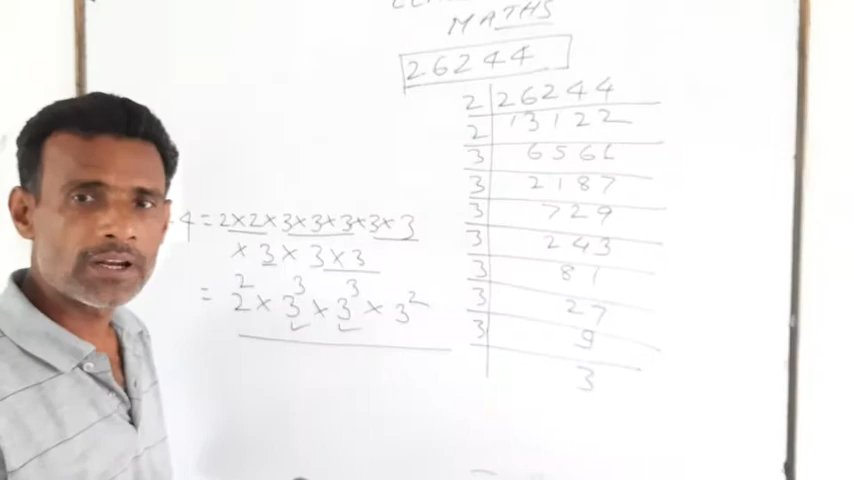 MATHS
26244
2 | 26244
2 | 13122
3 | 6561
3 | 2187
3 | 729
3 | 243
3 | 81
3 | 27
3 | 9
3
4 = 2×2×3×3×3×3×3
×3×3×3
= 2² × 3³ × 3³ × 3²